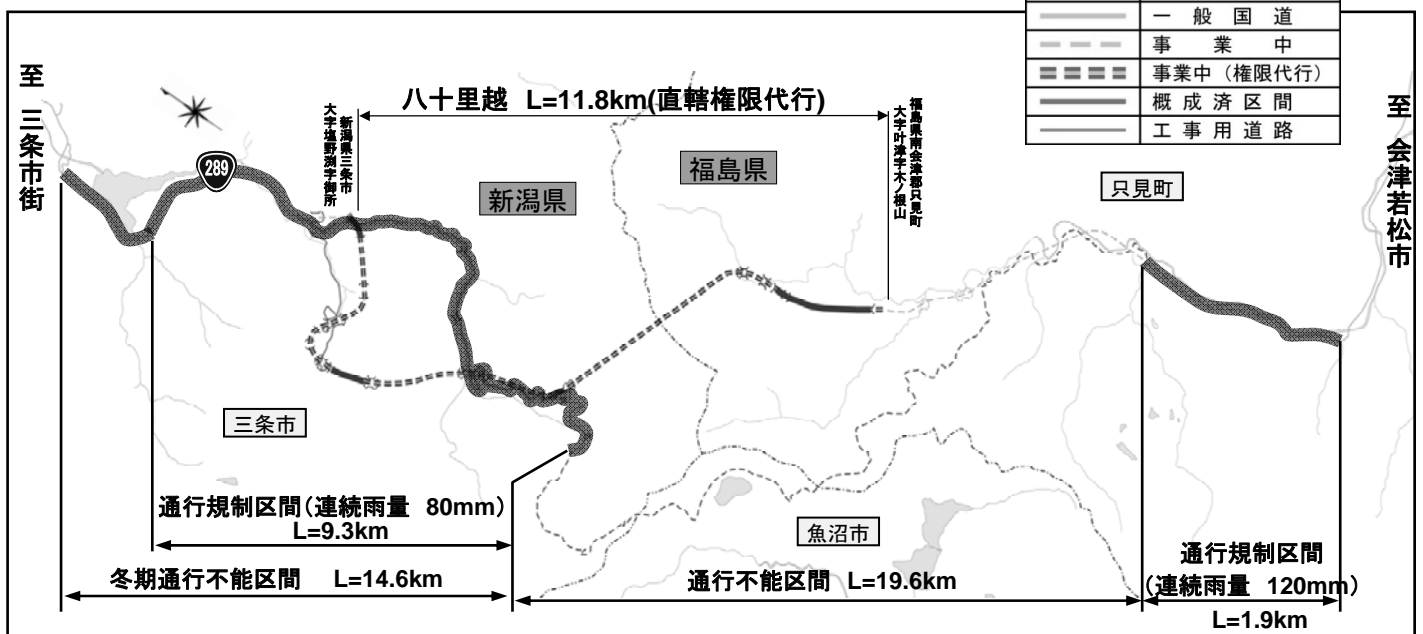 一般国道
事業中
事業中（権限代行）
概成済区間
工事用道路
至 三条市街
八十里越 L=11.8km(直轄権限代行)
新潟県三条市
大字塩野渕字御所
福島県南会津郡只見町
大字叶津字木ノ根山
至 会津若松市
289
新潟県
福島県
只見町
三条市
魚沼市
通行規制区間(連続雨量 80mm)
L=9.3km
冬期通行不能区間 L=14.6km
通行不能区間 L=19.6km
通行規制区間
(連続雨量 120mm)
L=1.9km